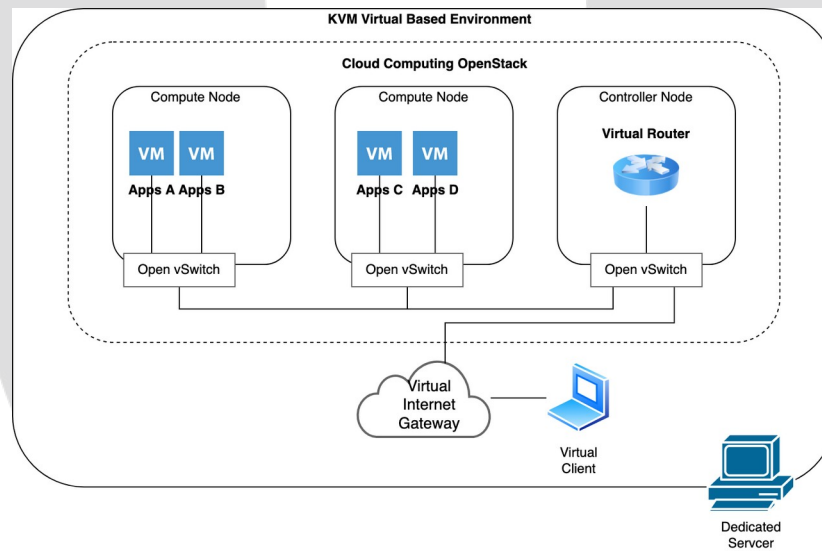 KVM Virtual Based Environment
Cloud Computing OpenStack
Compute Node
VM VM
Apps A Apps B
Open vSwitch
Compute Node
VM VM
Apps C Apps D
Open vSwitch
Controller Node
Virtual Router
Open vSwitch
Virtual
Internet
Gateway
Virtual
Client
Dedicated
Servcer